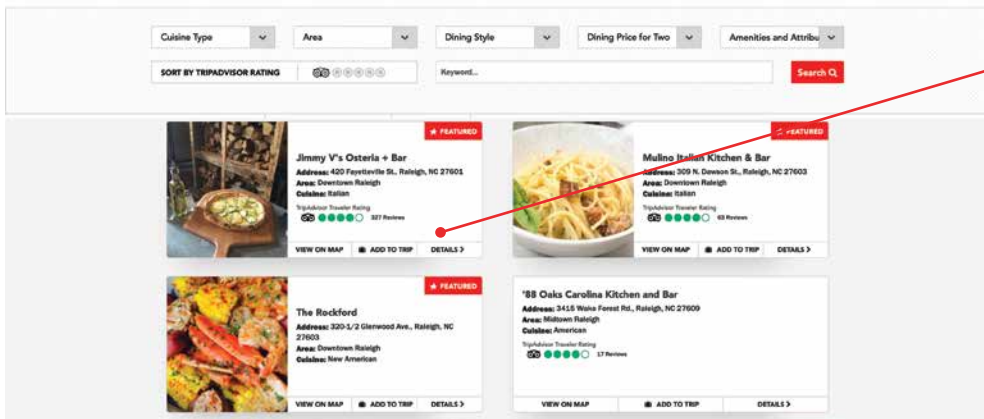 Cuisine Type
Area
Dining Style
Dining Price for Two
Amenities and Attribu
SORT BY TRIPADVISOR RATING
Keyword...
Search
FEATURED
Jimmy V's Osteria + Bar
Address: 420 Fayetteville St., Raleigh, NC 27601
Area: Downtown Raleigh
Cuisine: Italian
TripAdvisor Traveler Rating
327 Reviews
VIEW ON MAP ADD TO TRIP DETAILS >
FEATURED
Mulino Italian Kitchen & Bar
Address: 309 N. Dawson St., Raleigh, NC 27603
Area: Downtown Raleigh
Cuisine: Italian
TripAdvisor Traveler Rating
63 Reviews
VIEW ON MAP ADD TO TRIP DETAILS >
FEATURED
The Rockford
Address: 320-1/2 Glenwood Ave., Raleigh, NC
27603
Area: Downtown Raleigh
Cuisine: New American
VIEW ON MAP ADD TO TRIP DETAILS >
'88 Oaks Carolina Kitchen and Bar
Address: 3415 Wake Forest Rd., Raleigh, NC 27609
Area: Midtown Raleigh
Cuisine: American
TripAdvisor Traveler Rating
17 Reviews
VIEW ON MAP ADD TO TRIP DETAILS >